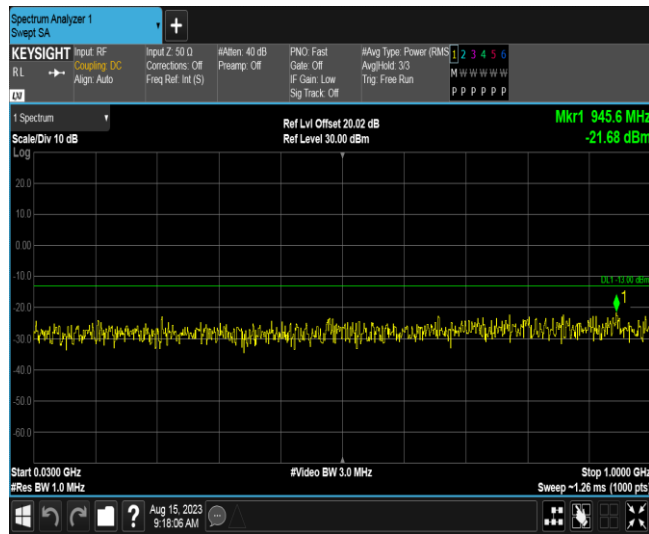 Spectrum Analyzer 1
Swept SA
+
KEYSIGHT
RL
LXI
Input: RF
Coupling: DC
Align: Auto
Input Z: 50 Ω
Corrections: Off
Freq Ref: Int (S)
#Atten: 40 dB
Preamp: Off
PNO: Fast
Gate: Off
IF Gain: Low
Sig Track: Off
#Avg Type: Power (RMS
Avg|Hold: 3/3
Trig: Free Run
1 2 3 4 5 6
M W W W W W
P P P P P P
1 Spectrum
Scale/Div 10 dB
Log
Ref Lvl Offset 20.02 dB
Ref Level 30.00 dBm
Mkr1 945.6 MHz
-21.68 dBm
20.0
10.0
0.00
-10.0
DL1 -13.00 dBm
1
-20.0
-30.0
-40.0
-50.0
-60.0
Start 0.0300 GHz
#Res BW 1.0 MHz
#Video BW 3.0 MHz
Stop 1.0000 GHz
Sweep ~1.26 ms (1000 pts)
?
Aug 15, 2023
9:18:06 AM